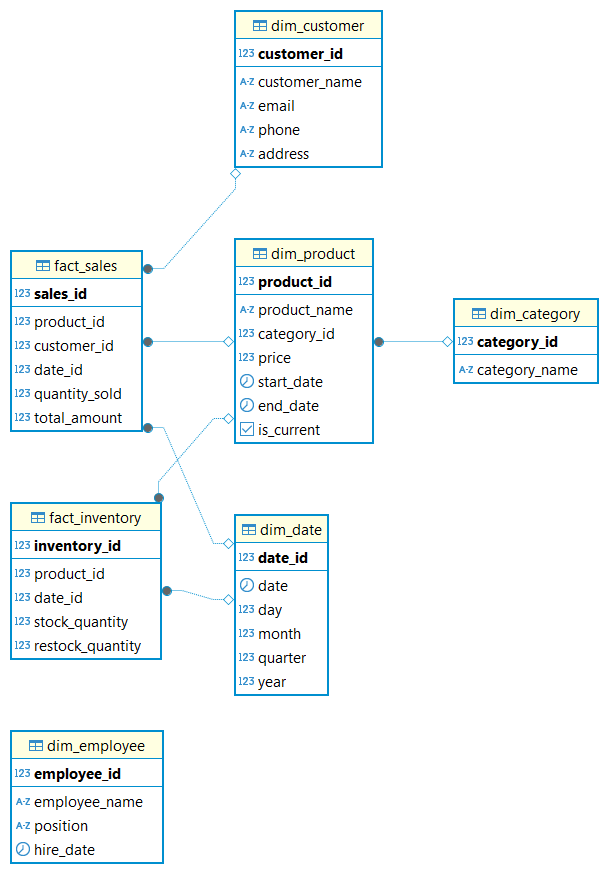 dim_customer
123 customer_id
A-Z customer_name
A-Z email
A-Z phone
A-Z address
fact_sales
123 sales_id
123 product_id
123 customer_id
123 date_id
123 quantity_sold
123 total_amount
dim_product
123 product_id
A-Z product_name
123 category_id
123 price
start_date
end_date
is_current
dim_category
123 category_id
A-Z category_name
fact_inventory
123 inventory_id
123 product_id
123 date_id
123 stock_quantity
123 restock_quantity
dim_date
123 date_id
date
123 day
123 month
123 quarter
123 year
dim_employee
123 employee_id
A-Z employee_name
A-Z position
hire_date